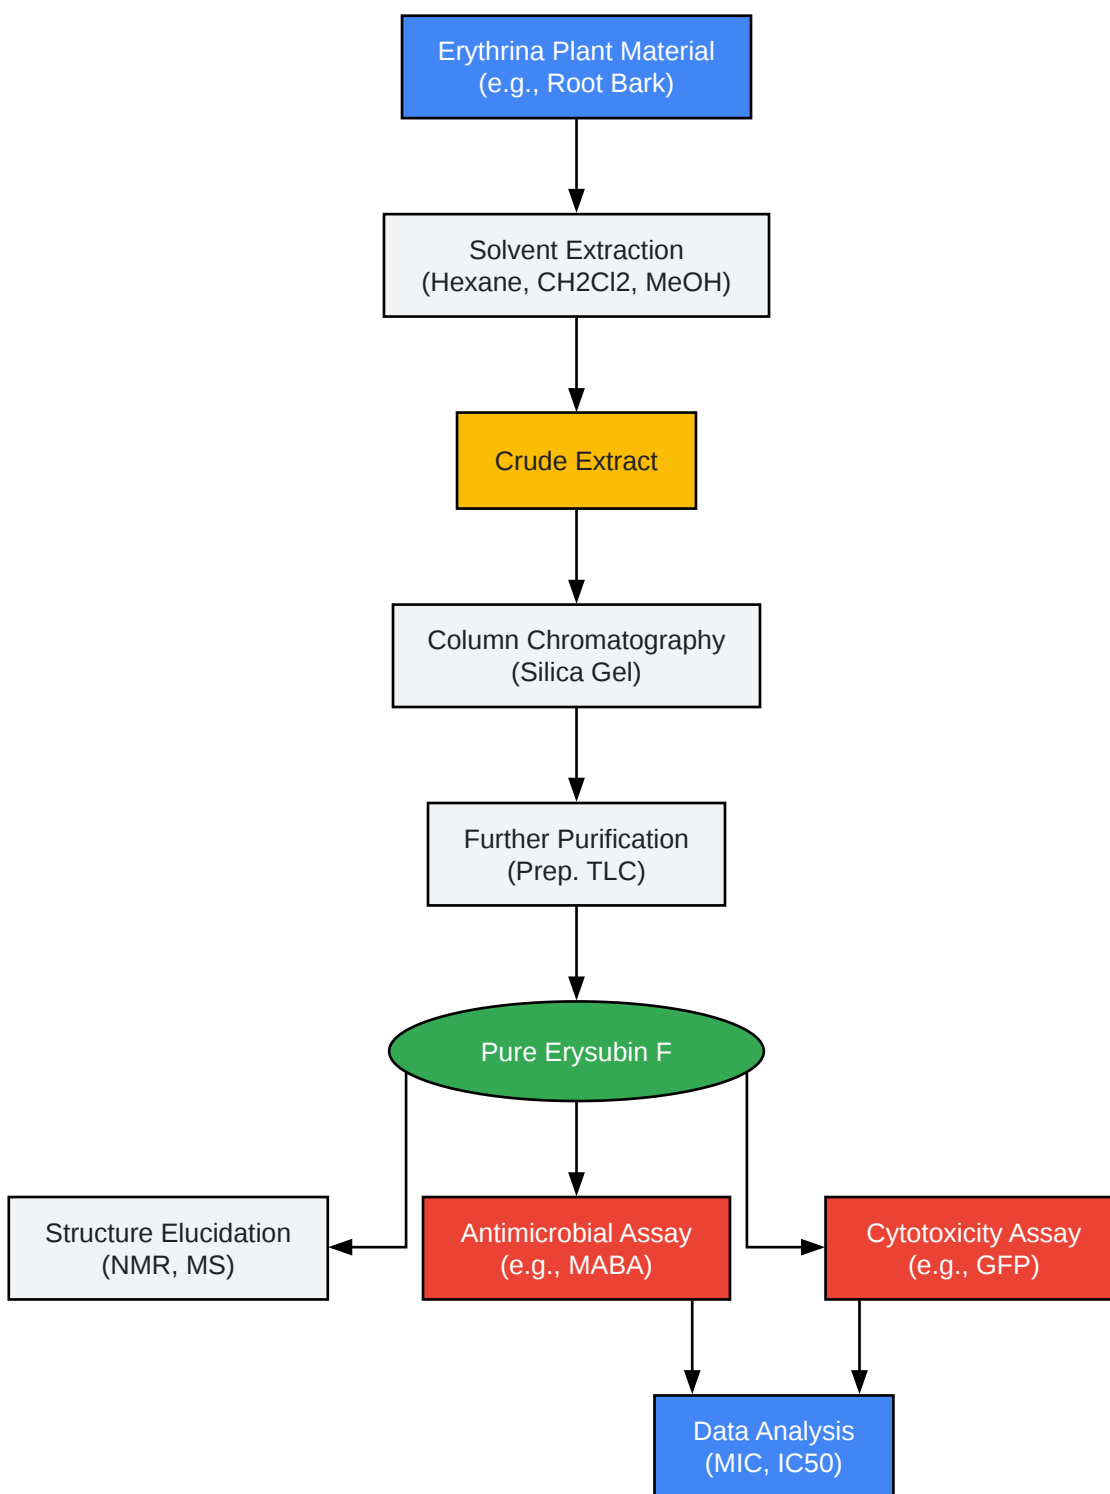 Erythrina Plant Material
(e.g., Root Bark)
Solvent Extraction
(Hexane, CH2Cl2, MeOH)
Crude Extract
Column Chromatography
(Silica Gel)
Further Purification
(Prep. TLC)
Pure Erysubin F
Structure Elucidation
(NMR, MS)
Antimicrobial Assay
(e.g., MABA)
Cytotoxicity Assay
(e.g., GFP)
Data Analysis
(MIC, IC50)